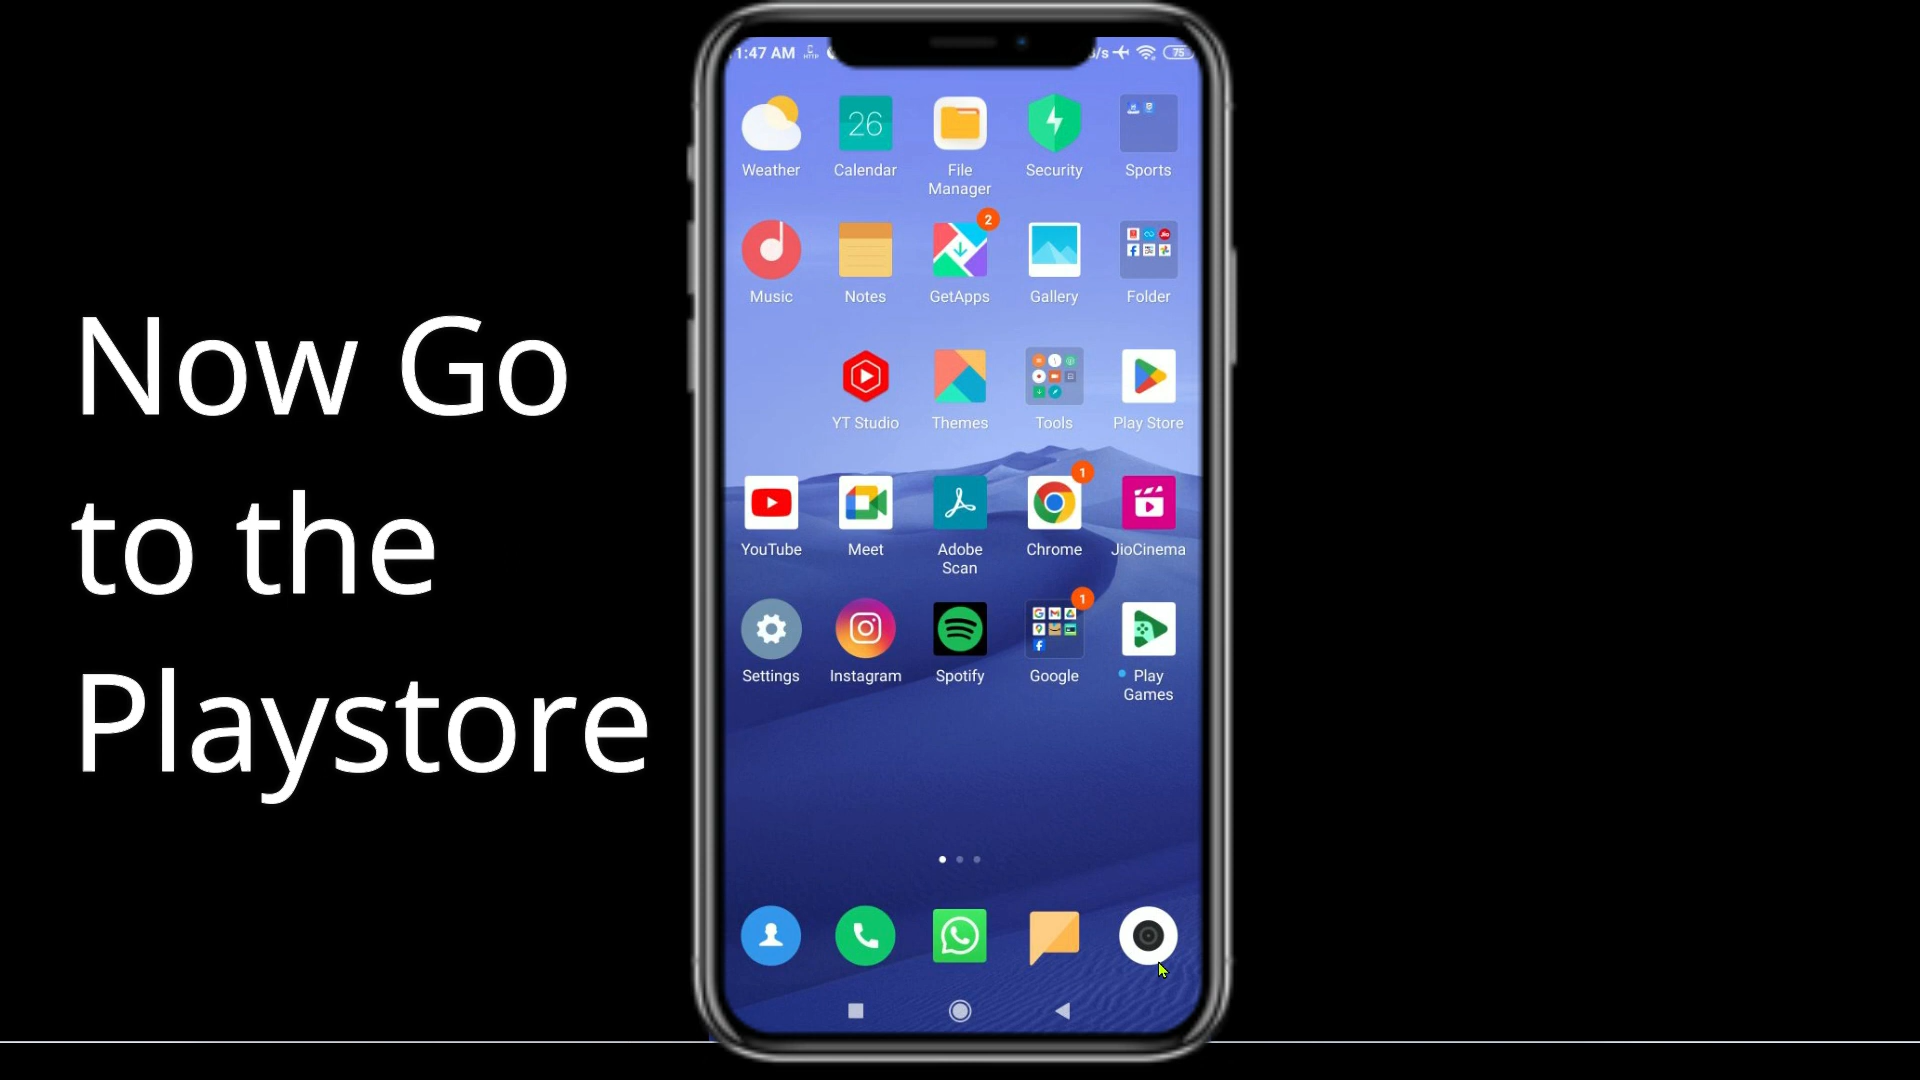 Now Go
to the
Playstore
1:47 AM
/s
75
Weather
26
Calendar
File
Manager
Security
Sports
Music
Notes
2
GetApps
Gallery
Folder
YT Studio
Themes
Tools
Play Store
YouTube
Meet
Adobe
Scan
1
Chrome
JioCinema
Settings
Instagram
Spotify
1
Google
Play
Games